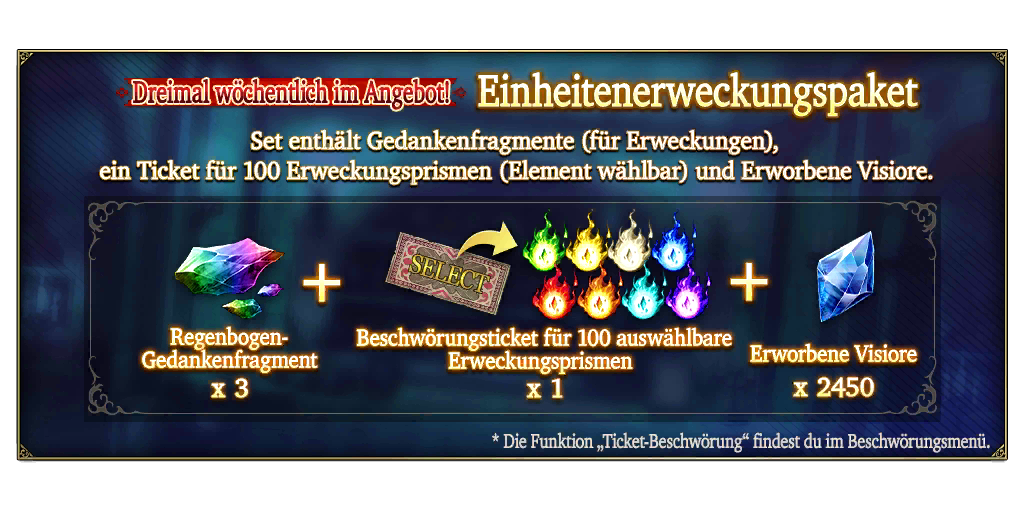 Dreimal wöchentlich im Angebot! Einheitenerweckungspaket
Set enthält Gedankenfragmente (für Erweckungen),
ein Ticket für 100 Erweckungsprismen (Element wählbar) und Erworbene Visiore.
SELECT
Regenbogen-
Gedankenfragment
x 3
+
Beschwörungsticket für 100 auswählbare
Erweckungsprismen
x 1
+
Erworbene Visiore
x 2450
* Die Funktion „Ticket-Beschwörung“ findest du im Beschwörungsmenü.